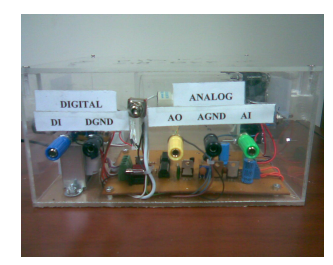 DIGITAL
DI DGND
ANALOG
AO AGND AI